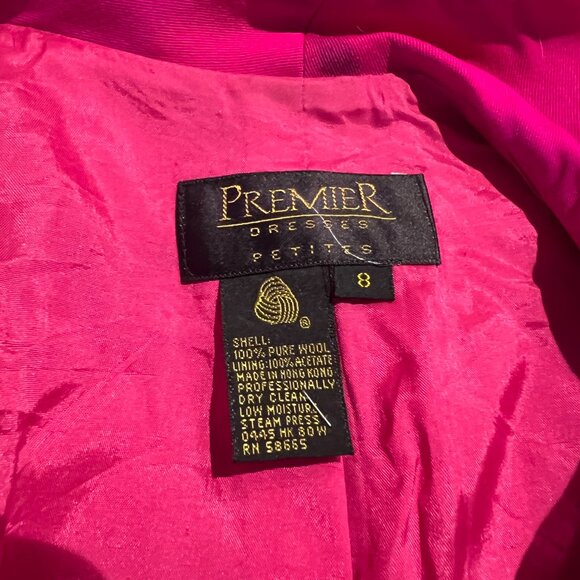 PREMIER
DRESSES
PETITES
8
®
SHELL:
100% PURE WOOL
LINING: 100% ACETATE
MADE IN HONG KONG
PROFESSIONALLY
DRY CLEAN
LOW MOISTURE
STEAM PRESS
0445 HK 80W
RN 58665